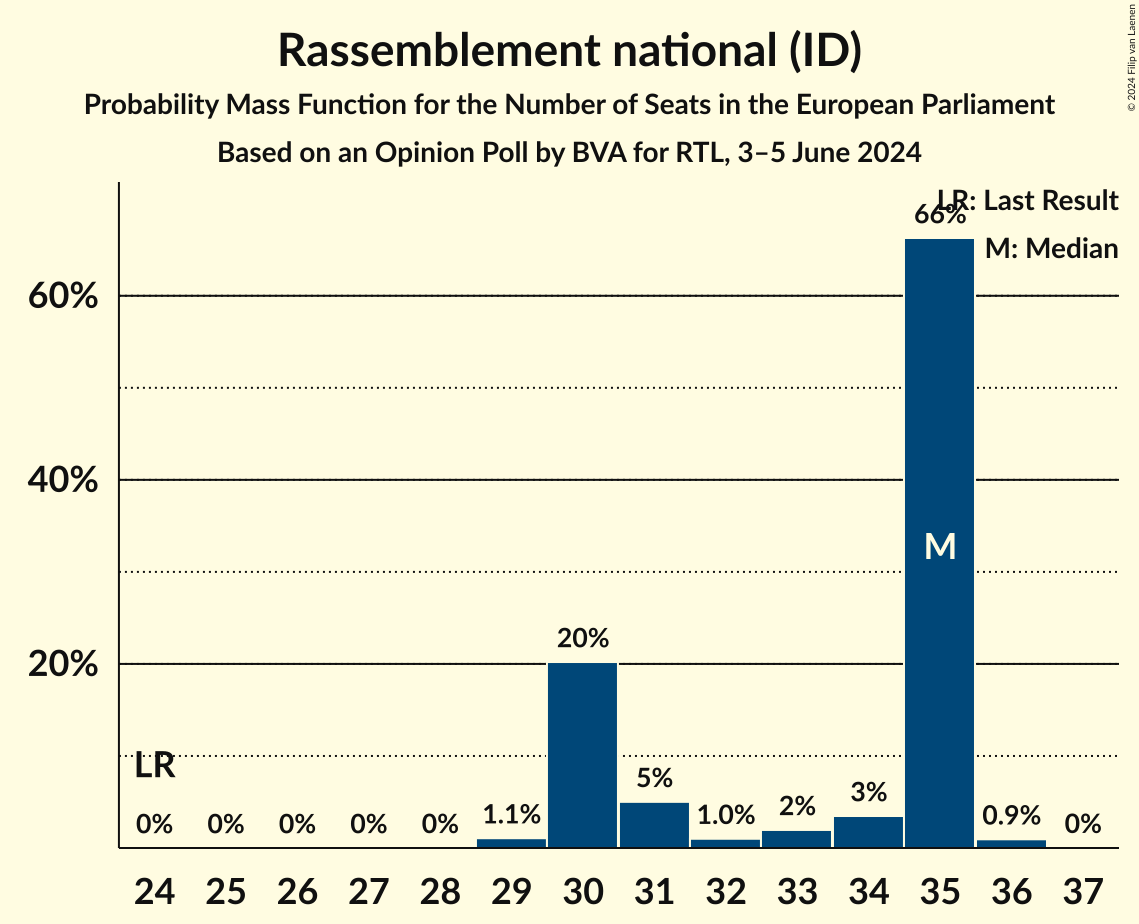 Rassemblement national (ID)
Probability Mass Function for the Number of Seats in the European Parliament
Based on an Opinion Poll by BVA for RTL, 3–5 June 2024
© 2024 Filip van Laenen
LR: Last Result
M: Median
60%
40%
20%
LR
M
0%
0%
0%
0%
0%
1.1%
20%
5%
1.0%
2%
3%
66%
0.9%
0%
24 25 26 27 28 29 30 31 32 33 34 35 36 37